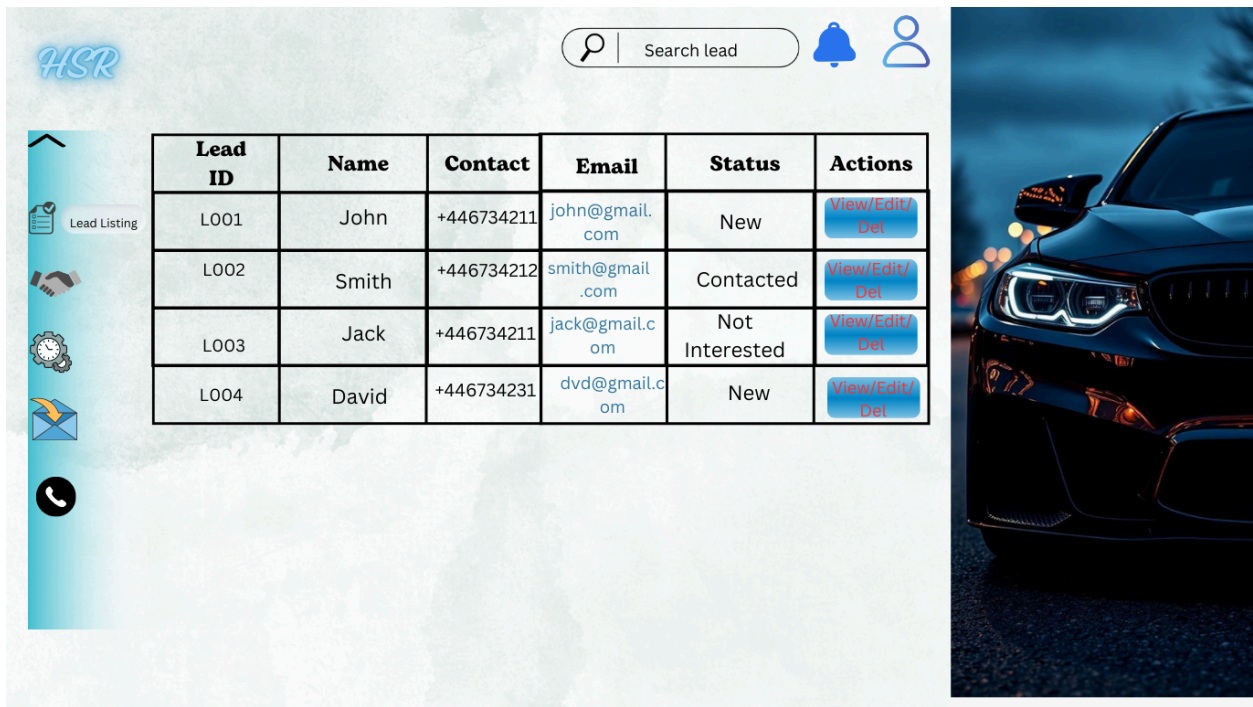 HSR
Search lead
Lead
ID
Name
Contact
Email
Status
Actions
Lead Listing
L001
John
+446734211
john@gmail.
com
New
View/Edit/
Del
L002
Smith
+446734212
smith@gmail
.com
Contacted
View/Edit/
Del
L003
Jack
+446734211
jack@gmail.c
om
Not
Interested
View/Edit/
Del
L004
David
+446734231
dvd@gmail.c
om
New
View/Edit/
Del